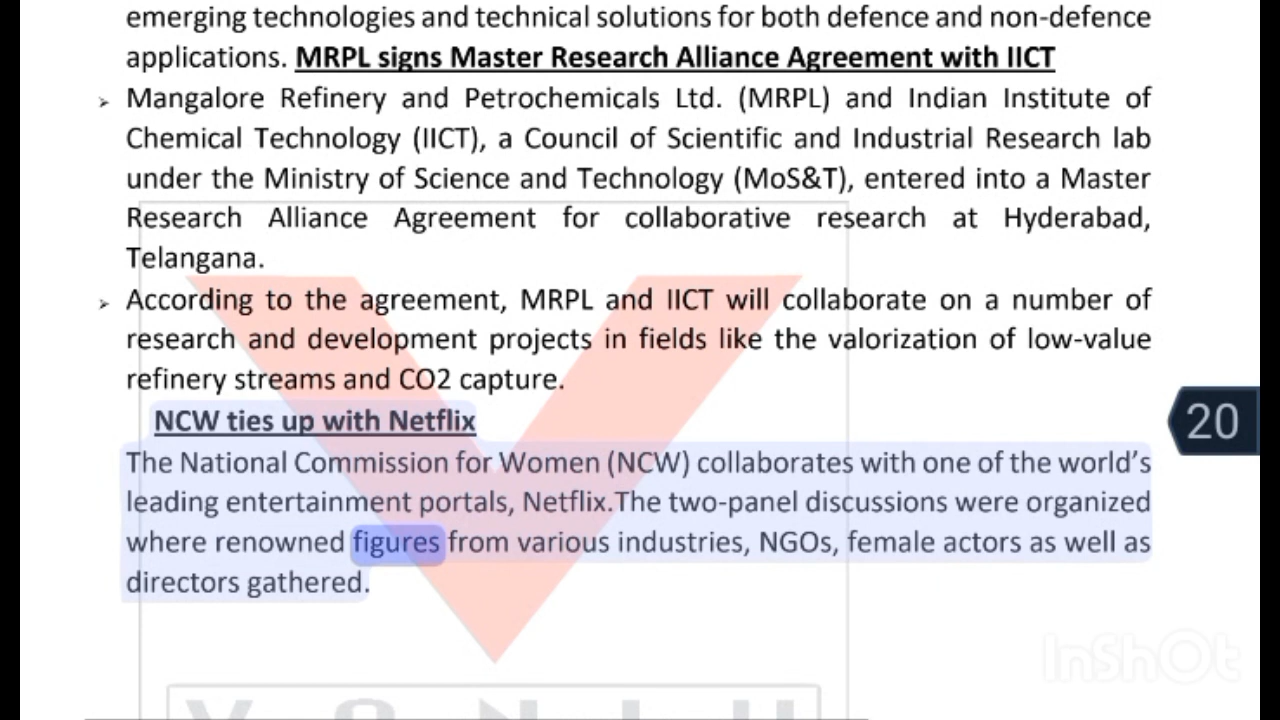 emerging technologies and technical solutions for both defence and non-defence
applications. MRPL signs Master Research Alliance Agreement with IICT
➢ Mangalore Refinery and Petrochemicals Ltd. (MRPL) and Indian Institute of
Chemical Technology (IICT), a Council of Scientific and Industrial Research lab
under the Ministry of Science and Technology (MoS&T), entered into a Master
Research Alliance Agreement for collaborative research at Hyderabad,
Telangana.
➢ According to the agreement, MRPL and IICT will collaborate on a number of
research and development projects in fields like the valorization of low-value
refinery streams and CO2 capture.
NCW ties up with Netflix
20
The National Commission for Women (NCW) collaborates with one of the world's
leading entertainment portals, Netflix.The two-panel discussions were organized
where renowned figures from various industries, NGOs, female actors as well as
directors gathered.
InShOt